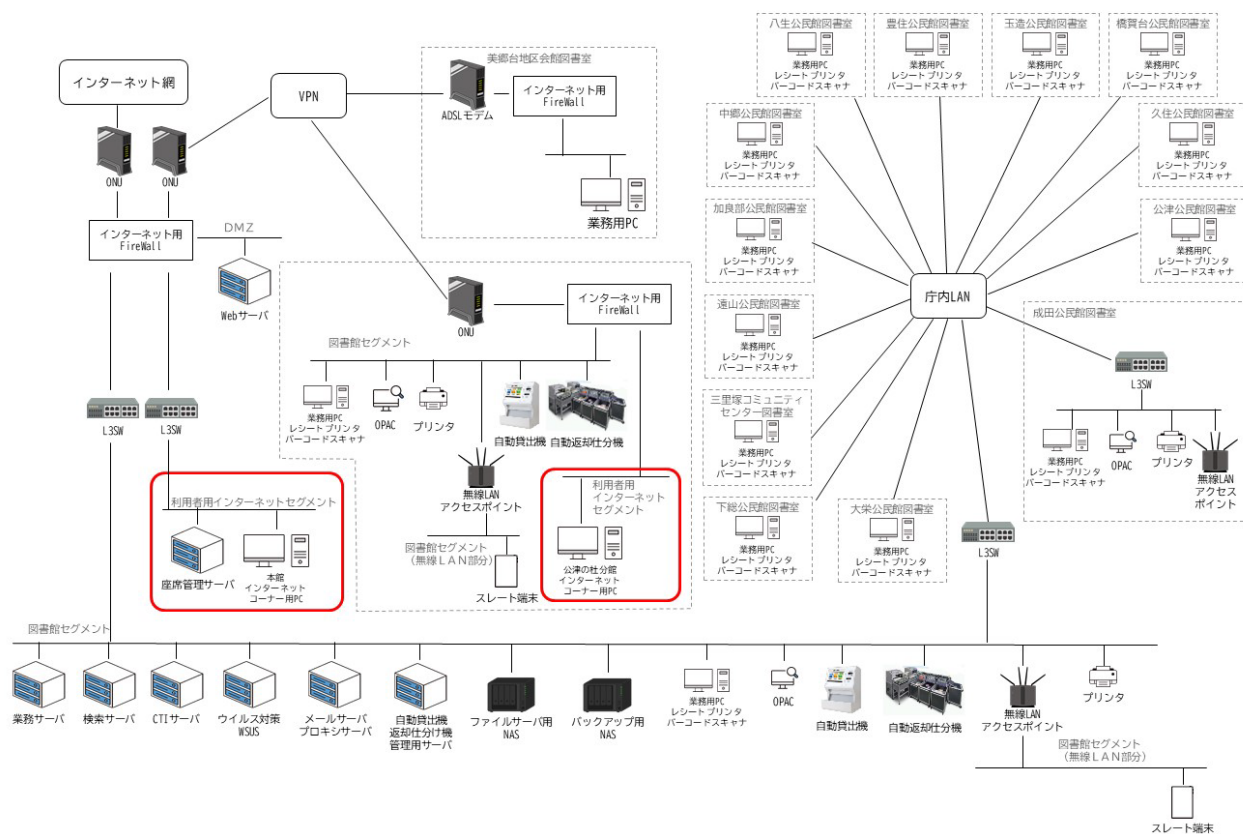 インターネット網
VPN
ONU
ONU
インターネット用
FireWall
DMZ
Webサーバ
L3SW
L3SW
利用者用インターネットセグメント
座席管理サーバ
本館
インターネット
コーナー用PC
美郷台地区会館図書室
ADSLモデム
インターネット用
FireWall
業務用PC
ONU
インターネット用
FireWall
図書館セグメント
業務用PC
レシートプリンタ
バーコードスキャナ
OPAC
プリンタ
自動貸出機
自動返却仕分機
無線LAN
アクセスポイント
図書館セグメント
(無線LAN部分)
スレート端末
利用者用
インターネット
セグメント
公津の杜分館
インターネット
コーナー用PC
八生公民館図書室
業務用PC
レシートプリンタ
バーコードスキャナ
豊住公民館図書室
業務用PC
レシートプリンタ
バーコードスキャナ
玉造公民館図書室
業務用PC
レシートプリンタ
バーコードスキャナ
橋賀台公民館図書室
業務用PC
レシートプリンタ
バーコードスキャナ
中郷公民館図書室
業務用PC
レシートプリンタ
バーコードスキャナ
久住公民館図書室
業務用PC
レシートプリンタ
バーコードスキャナ
加良部公民館図書室
業務用PC
レシートプリンタ
バーコードスキャナ
公津公民館図書室
業務用PC
レシートプリンタ
バーコードスキャナ
庁内LAN
遠山公民館図書室
業務用PC
レシートプリンタ
バーコードスキャナ
成田公民館図書室
L3SW
業務用PC
レシートプリンタ
バーコードスキャナ
OPAC
プリンタ
無線LAN
アクセス
ポイント
三里塚コミュニティ
センター図書室
業務用PC
レシートプリンタ
バーコードスキャナ
下総公民館図書室
業務用PC
レシートプリンタ
バーコードスキャナ
大栄公民館図書室
業務用PC
レシートプリンタ
バーコードスキャナ
L3SW
図書館セグメント
業務サーバ
検索サーバ
CTIサーバ
ウイルス対策
WSUS
メールサーバ
プロキシサーバ
自動貸出機
返却仕分け機
管理用サーバ
ファイルサーバ用
NAS
バックアップ用
NAS
業務用PC
レシートプリンタ
バーコードスキャナ
OPAC
自動貸出機
自動返却仕分機
無線LAN
アクセスポイント
プリンタ
図書館セグメント
(無線LAN部分)
スレート端末